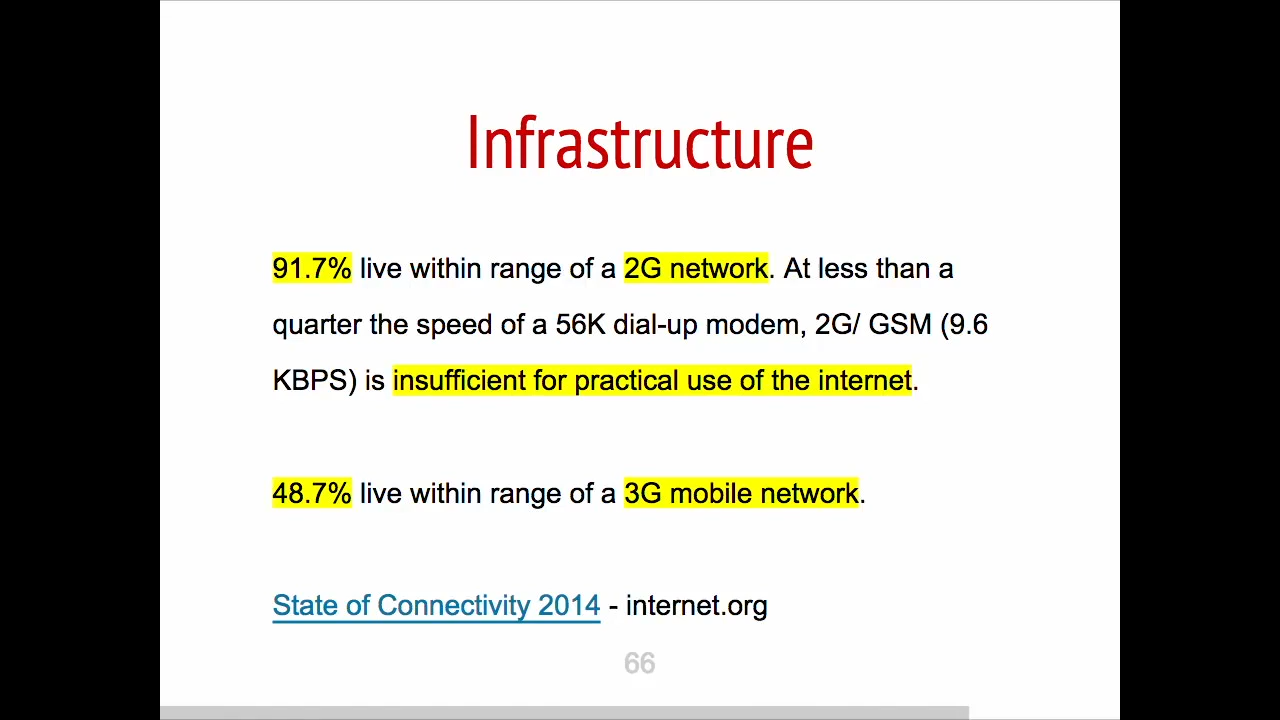 Infrastructure
91.7% live within range of a 2G network. At less than a
quarter the speed of a 56K dial-up modem, 2G/ GSM (9.6
KBPS) is insufficient for practical use of the internet.
48.7% live within range of a 3G mobile network.
State of Connectivity 2014 - internet.org
66